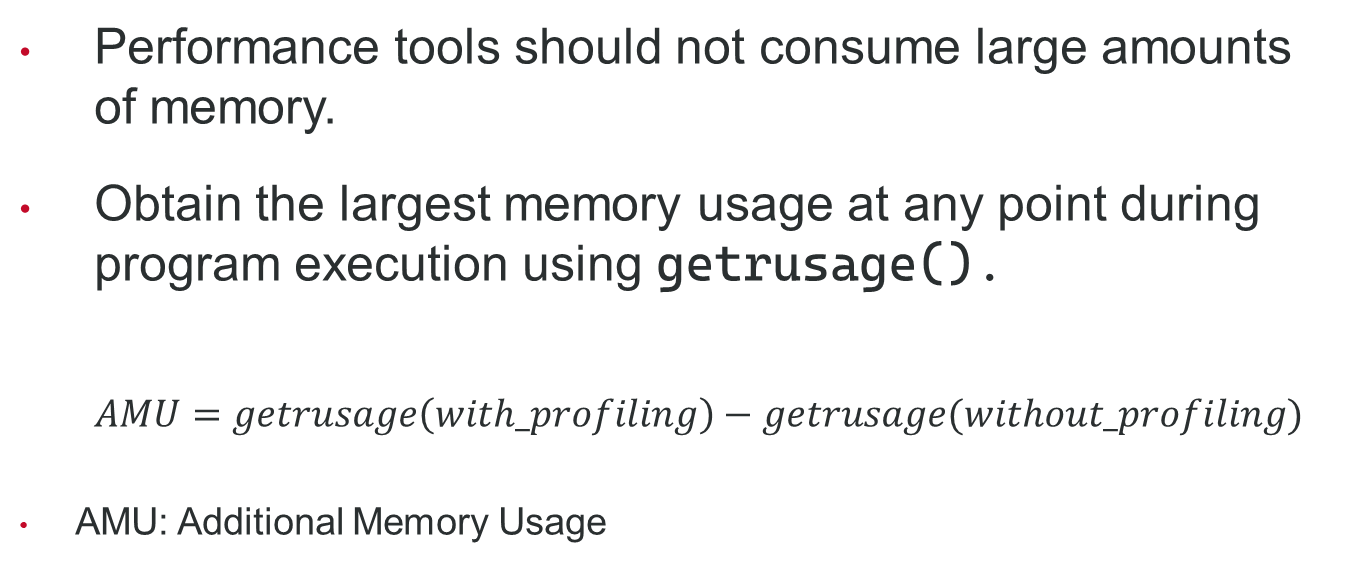 • Performance tools should not consume large amounts
of memory.
• Obtain the largest memory usage at any point during
program execution using getrusage().
AMU = getrusage(with_profiling) − getrusage(without_profiling)
• AMU: Additional Memory Usage